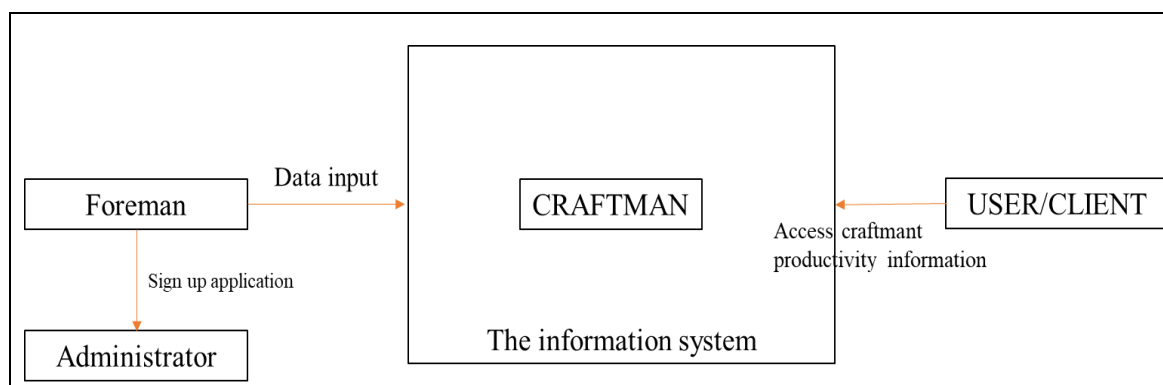 Data input
Foreman
CRAFTMAN
USER/CLIENT
Access craftmant
productivity information
Sign up application
Administrator
The information system